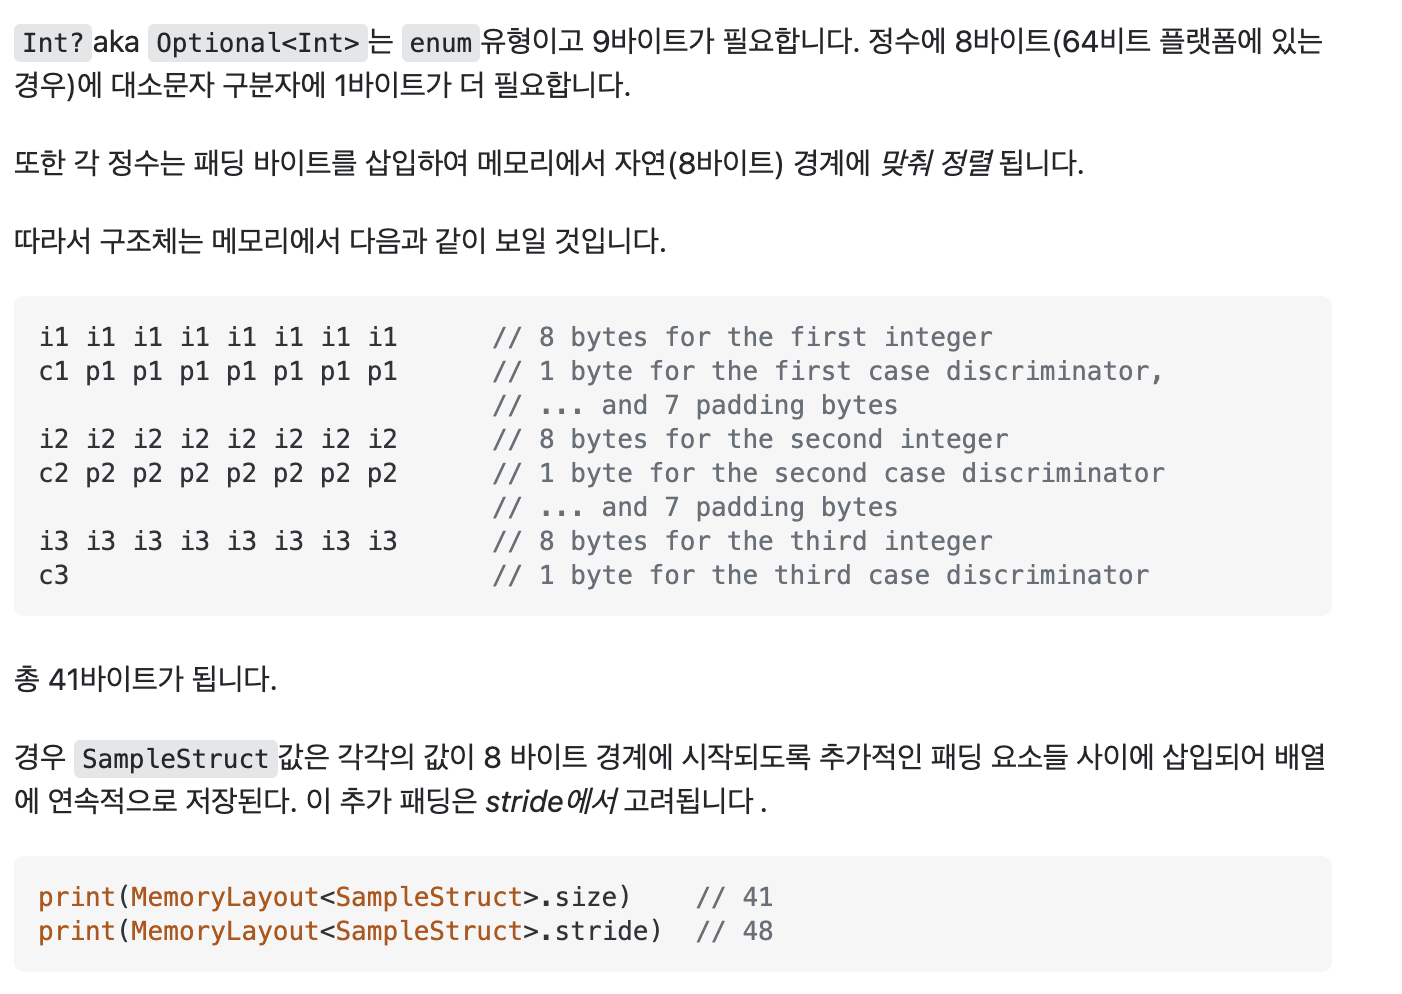 Int? aka Optional<Int> 는 enum 유형이고 9바이트가 필요합니다. 정수에 8바이트(64비트 플랫폼에 있는
경우)에 대소문자 구분자에 1바이트가 더 필요합니다.
또한 각 정수는 패딩 바이트를 삽입하여 메모리에서 자연(8바이트) 경계에 맞춰 정렬 됩니다.
따라서 구조체는 메모리에서 다음과 같이 보일 것입니다.
i1 i1 i1 i1 i1 i1 i1 i1      // 8 bytes for the first integer
c1 p1 p1 p1 p1 p1 p1 p1      // 1 byte for the first case discriminator,
                             // ... and 7 padding bytes
i2 i2 i2 i2 i2 i2 i2 i2      // 8 bytes for the second integer
c2 p2 p2 p2 p2 p2 p2 p2      // 1 byte for the second case discriminator
                             // ... and 7 padding bytes
i3 i3 i3 i3 i3 i3 i3 i3      // 8 bytes for the third integer
c3                           // 1 byte for the third case discriminator
총 41바이트가 됩니다.
경우 SampleStruct 값은 각각의 값이 8 바이트 경계에 시작되도록 추가적인 패딩 요소들 사이에 삽입되어 배열
에 연속적으로 저장된다. 이 추가 패딩은 stride에서 고려됩니다 .
print(MemoryLayout<SampleStruct>.size)    // 41
print(MemoryLayout<SampleStruct>.stride)  // 48